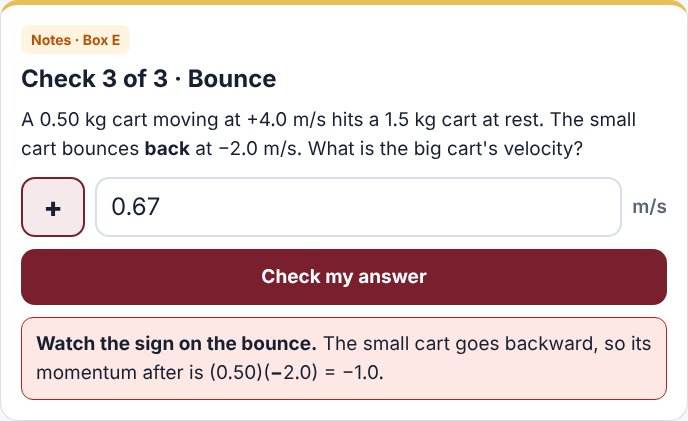 Notes · Box E
Check 3 of 3 · Bounce
A 0.50 kg cart moving at +4.0 m/s hits a 1.5 kg cart at rest. The small
cart bounces back at −2.0 m/s. What is the big cart's velocity?
+ 0.67 m/s
Check my answer
Watch the sign on the bounce. The small cart goes backward, so its
momentum after is (0.50)(−2.0) = −1.0.